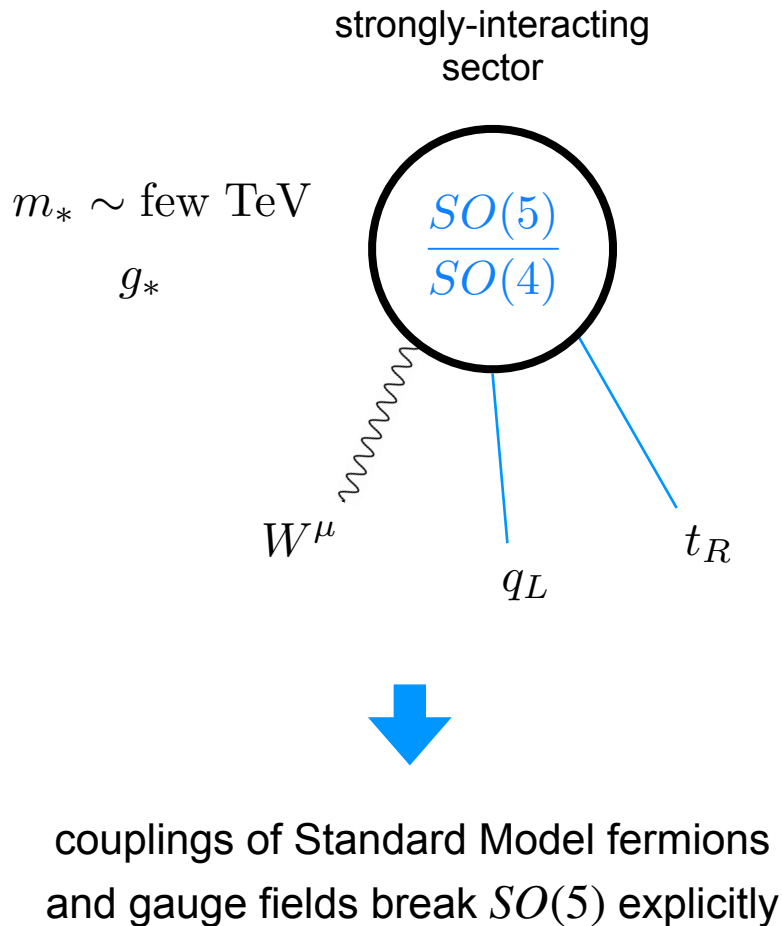 strongly-interacting
sector
m_* ∼ few TeV
g_*
SO(5)
SO(4)
W^μ
q_L
t_R
couplings of Standard Model fermions
and gauge fields break SO(5) explicitly